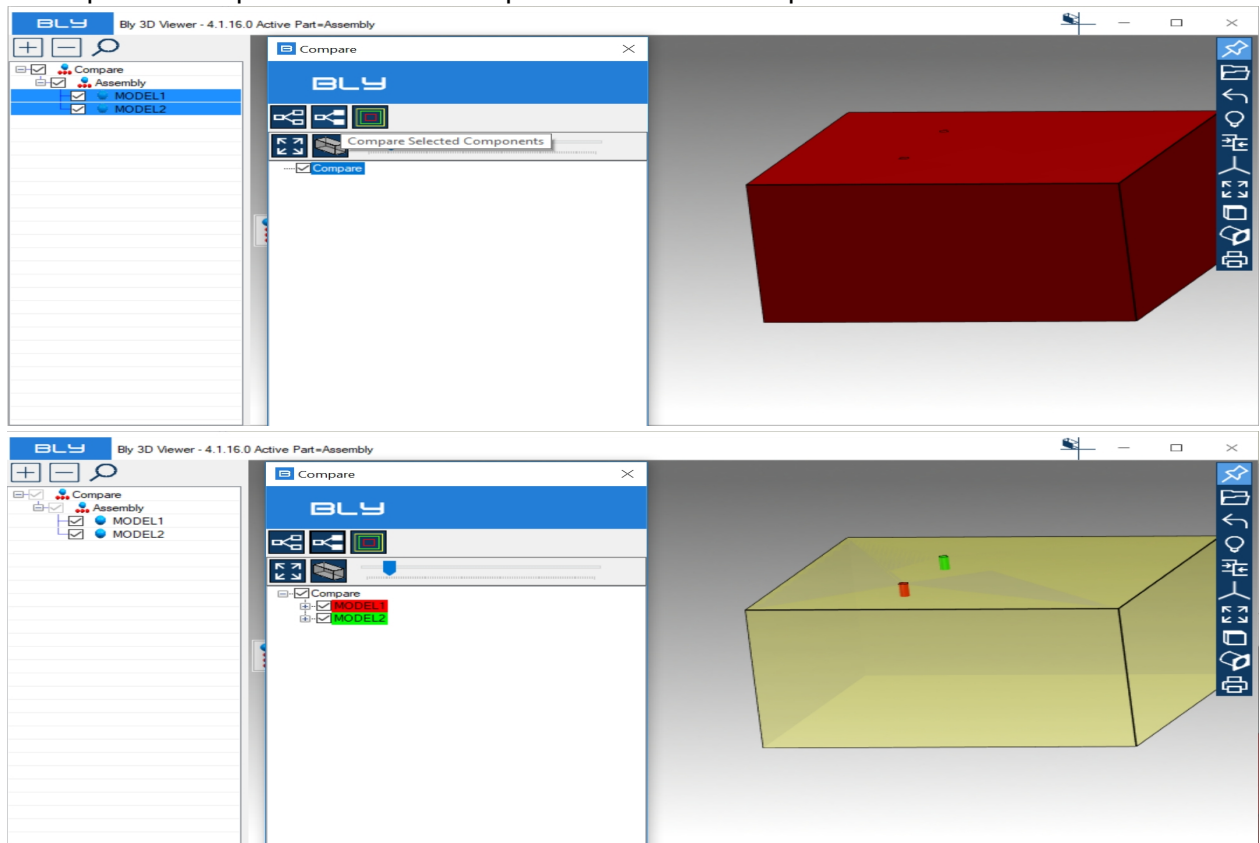 BLY Bly 3D Viewer - 4.1.16.0 Active Part=Assembly
Compare
Assembly
MODEL1
MODEL2
Compare
BLY
Compare Selected Components
Compare
BLY Bly 3D Viewer - 4.1.16.0 Active Part=Assembly
Compare
Assembly
MODEL1
MODEL2
Compare
BLY
Compare
MODEL1
MODEL2